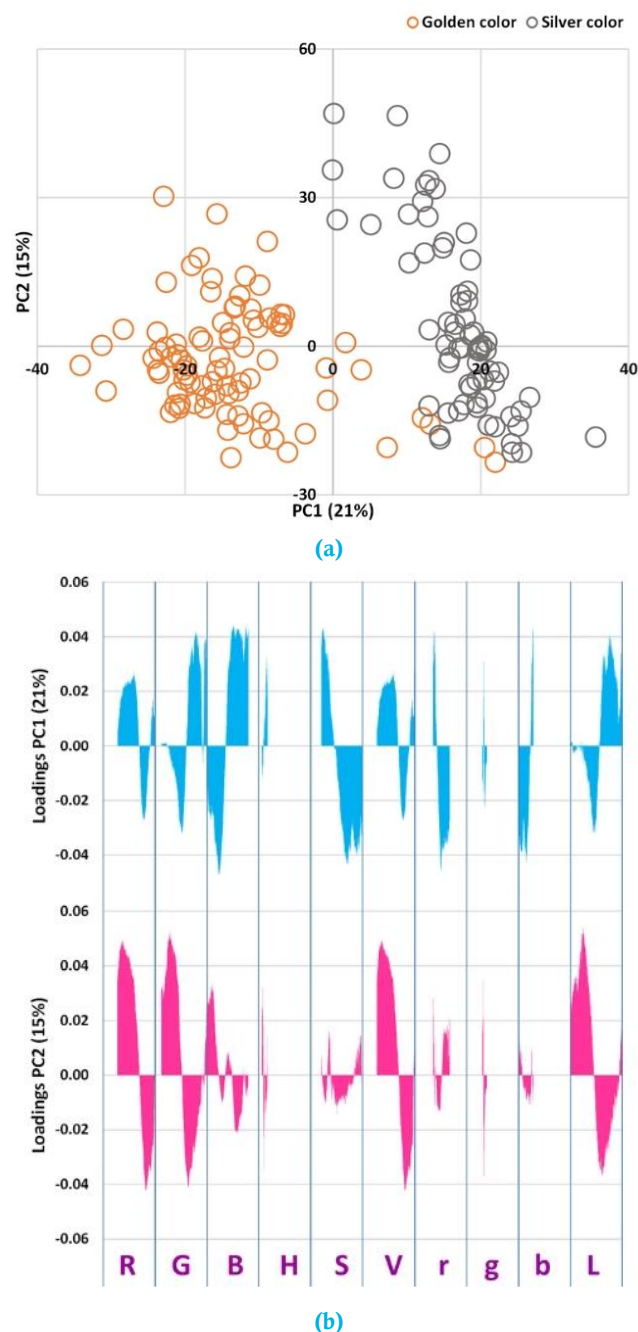 Golden color Silver color
60
30
0
-40 -20 0 20 40
-30
PC2 (15%)
PC1 (21%)
(a)
0.06
0.04
0.02
0.00
-0.02
-0.04
Loadings PC1 (21%)
0.06
0.04
0.02
0.00
-0.02
-0.04
-0.06
Loadings PC2 (15%)
R G B H S V r g b L
(b)